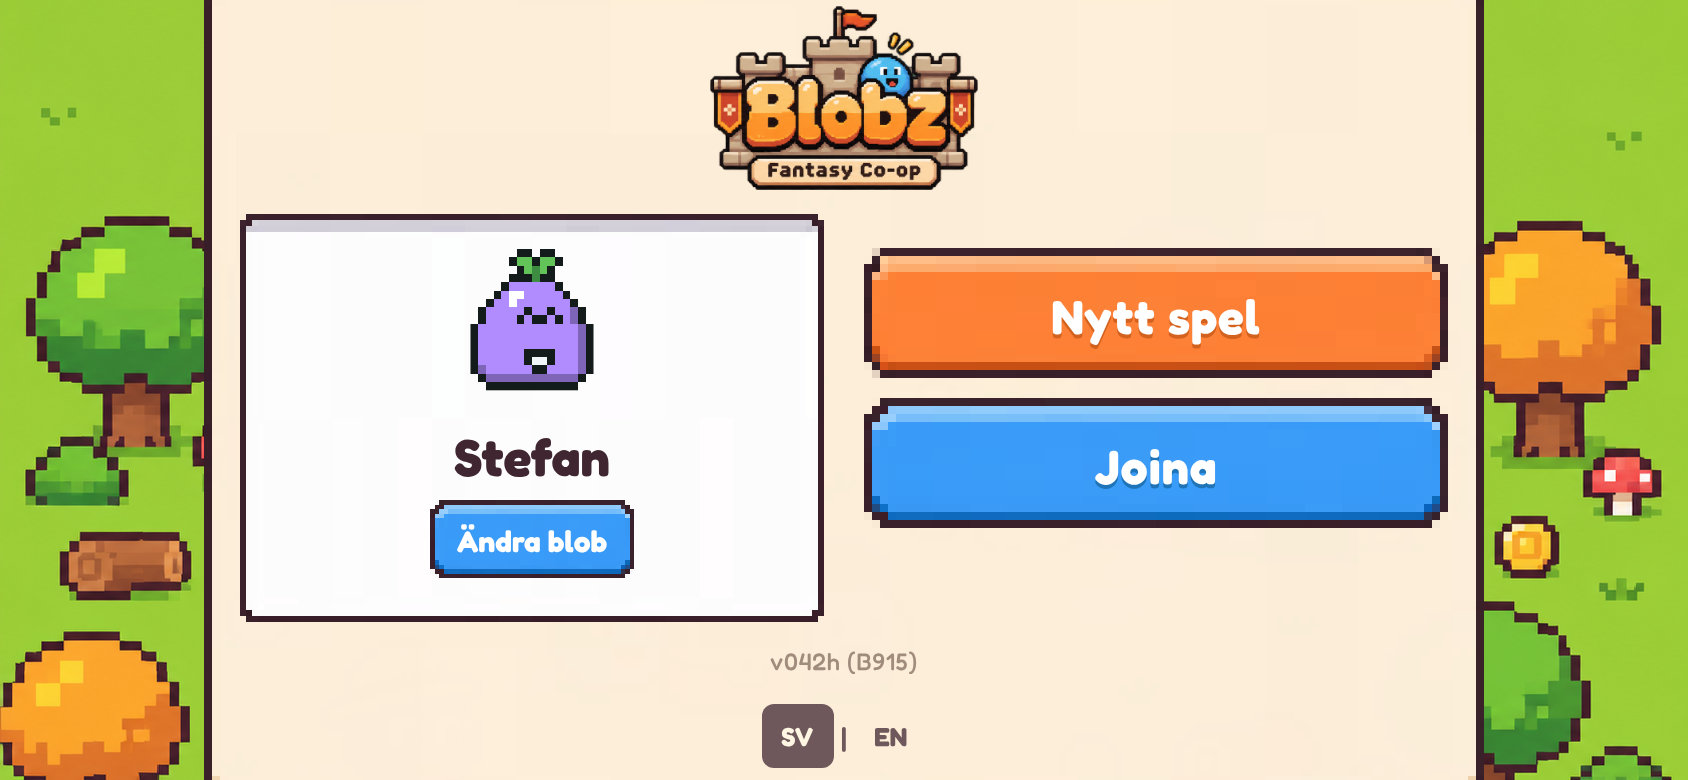 Blobz
Fantasy Co-op
Stefan
Ändra blob
Nytt spel
Joina
v042h (B915)
SV | EN